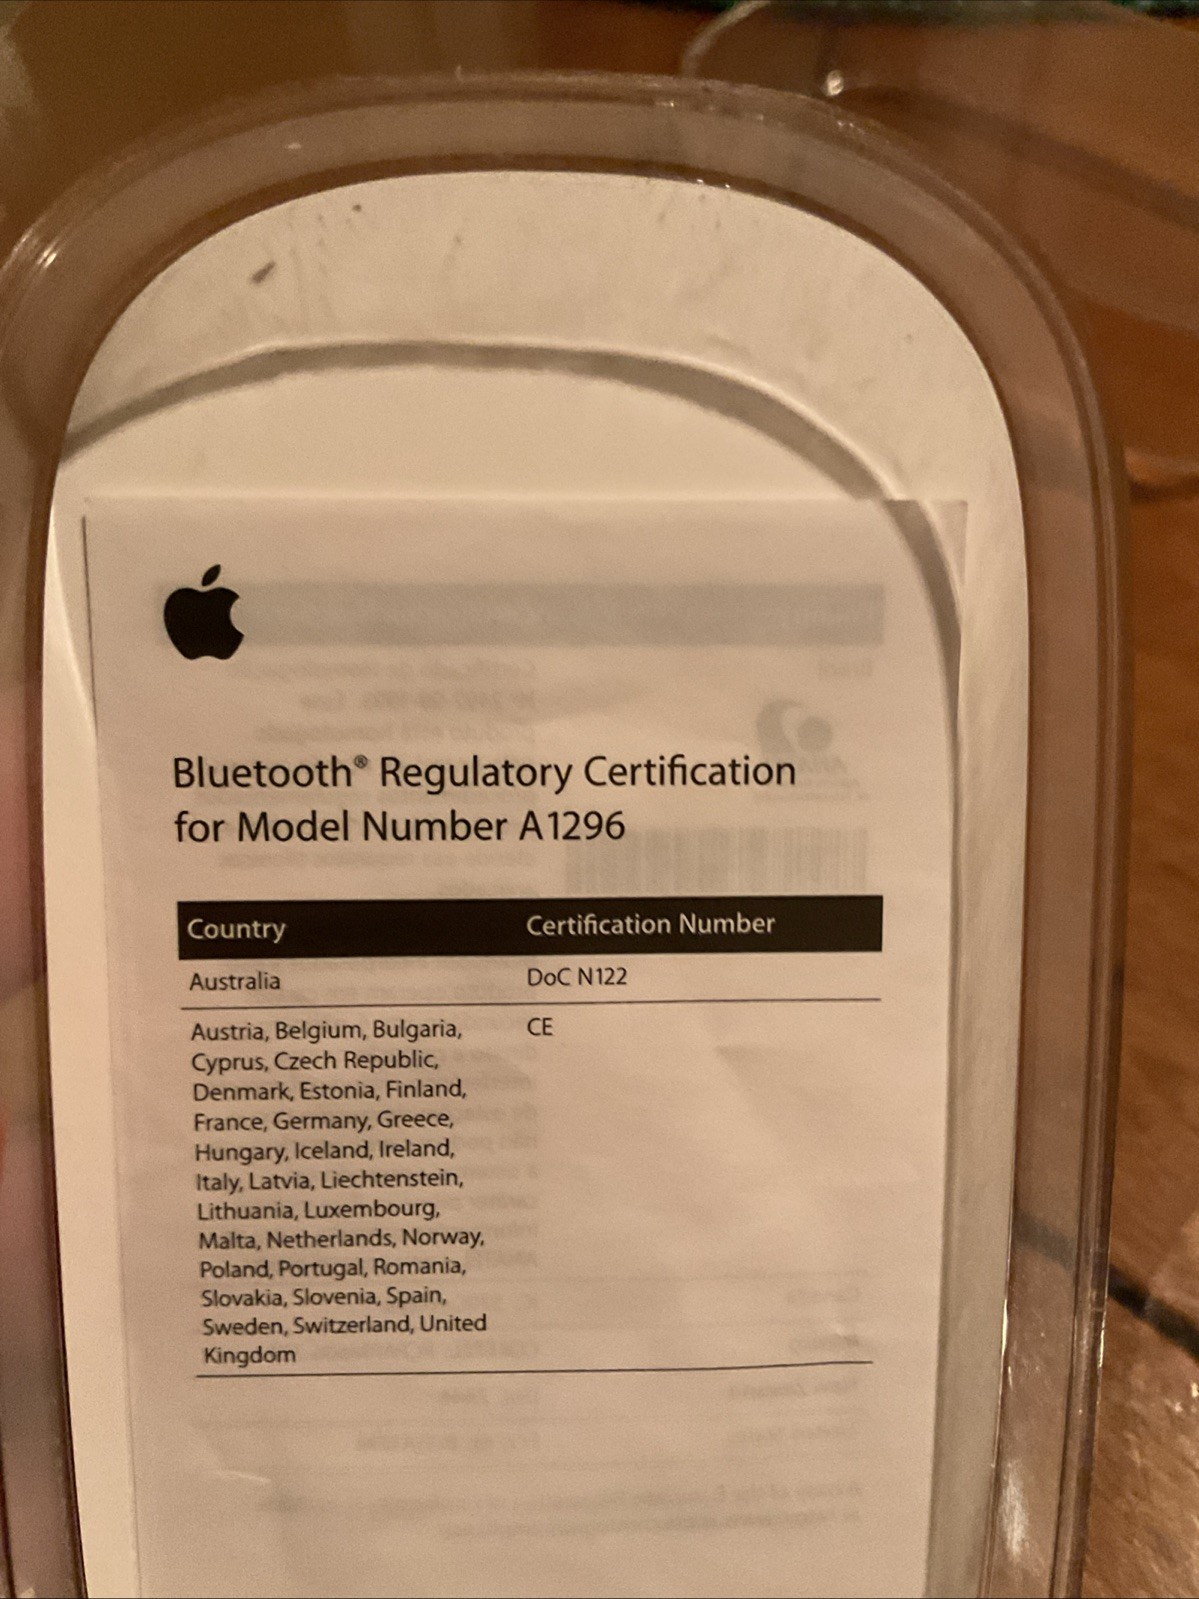 Bluetooth® Regulatory Certification
for Model Number A1296
Country Certification Number
Australia DoC N122
Austria, Belgium, Bulgaria, CE
Cyprus, Czech Republic,
Denmark, Estonia, Finland,
France, Germany, Greece,
Hungary, Iceland, Ireland,
Italy, Latvia, Liechtenstein,
Lithuania, Luxembourg,
Malta, Netherlands, Norway,
Poland, Portugal, Romania,
Slovakia, Slovenia, Spain,
Sweden, Switzerland, United
Kingdom